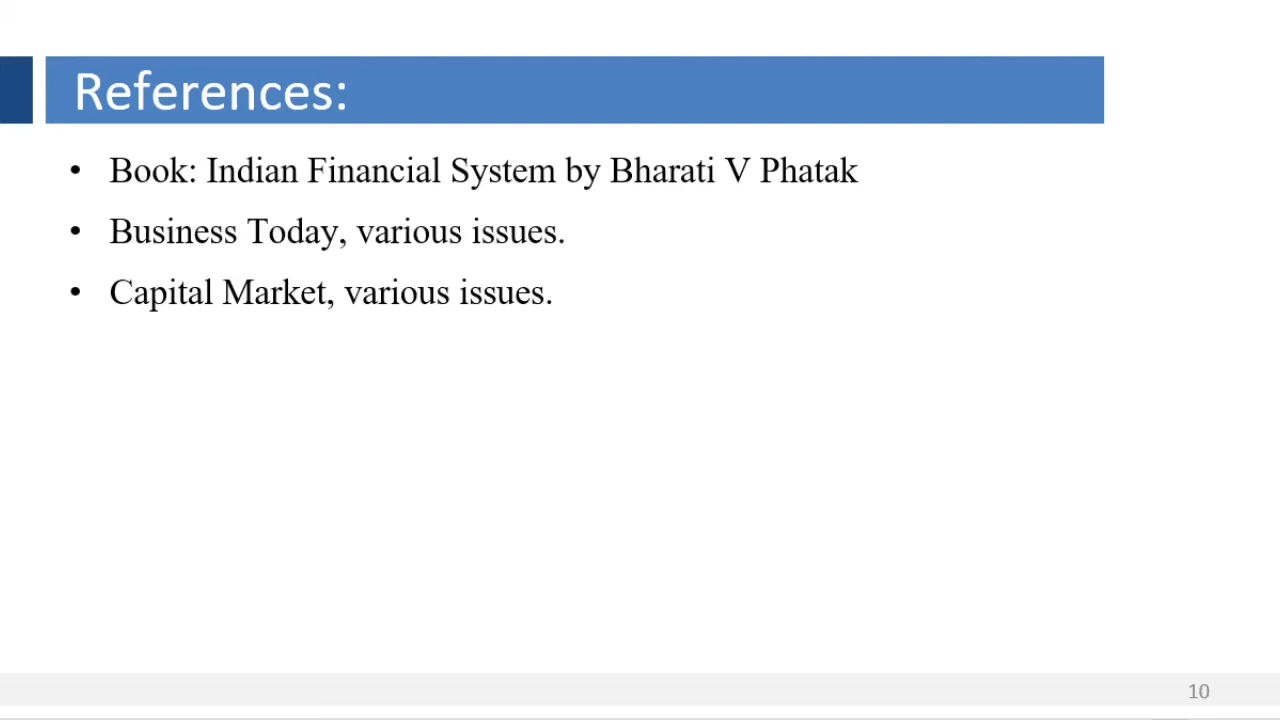 References:
• Book: Indian Financial System by Bharati V Phatak
• Business Today, various issues.
• Capital Market, various issues.
10